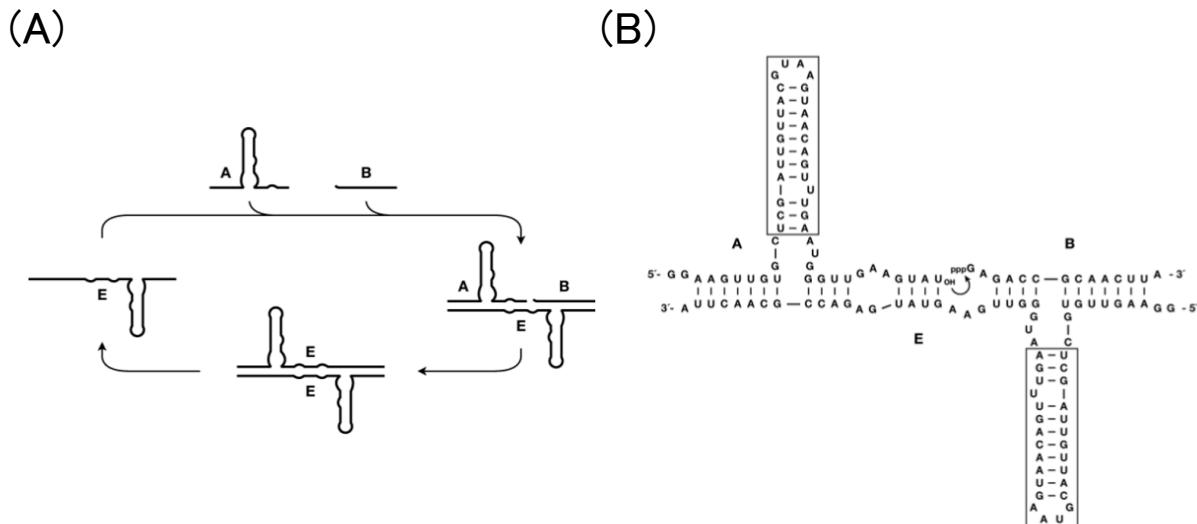 (A)
(B)
A
B
E
A
B
E
E
E
U A
G A
C – G
A – U
U – A
U – A
G – C
U – A
U – G
A – U
U
G – U
C – G
U – A
C A
U
G G
A
B
5´- G G A A G U U G U G G U U G A A G U A U OH pppG A G A C C – G C A A C U U A - 3´
3´- A U U C A A C G – C C A G A G – U A U G A A G U U G G U G U U G A A G G - 5´
E
G G
U
A C
A – U
G – C
U – G
U
U – A
G – U
A – U
C – G
A – U
A – U
U – A
G – C
A G
A U